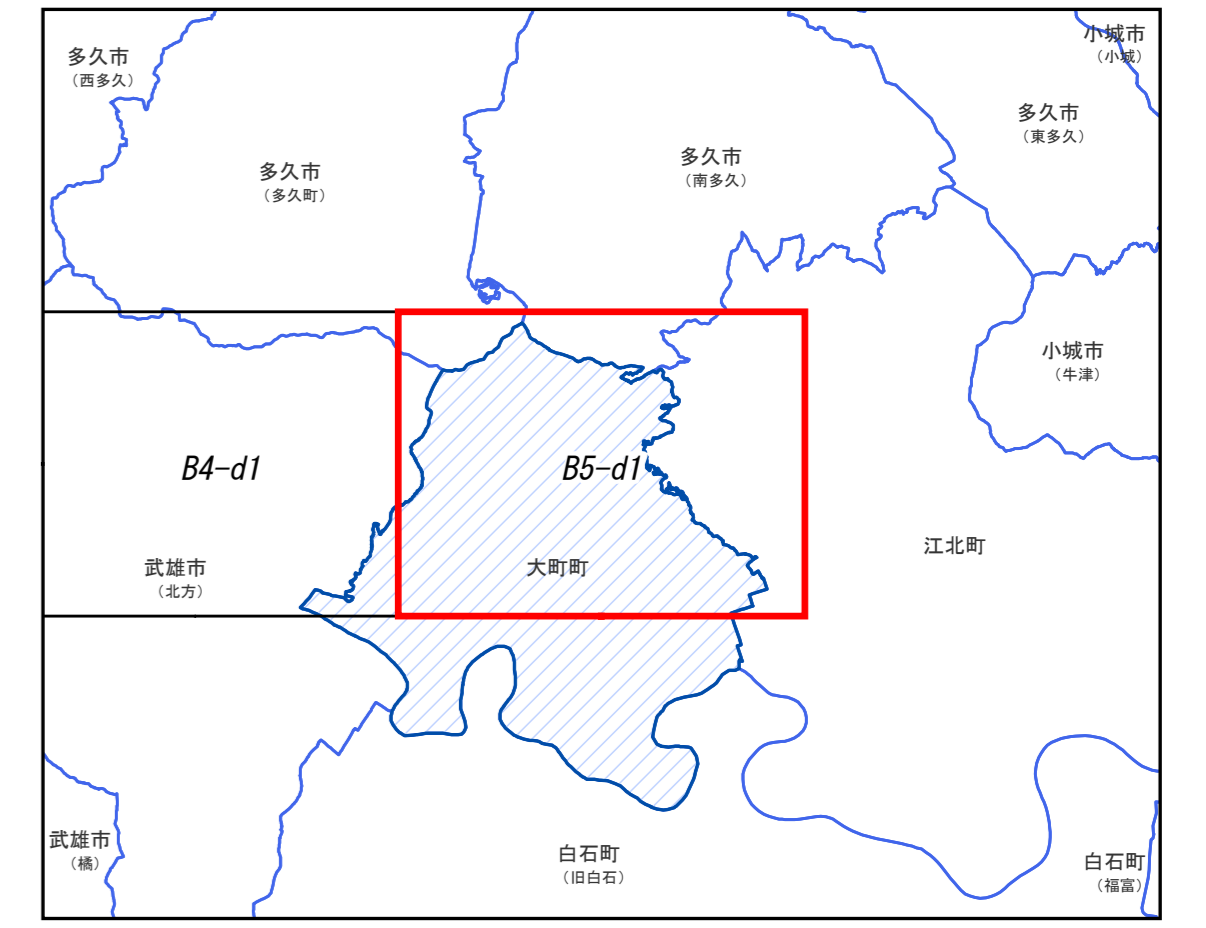 小城市
（小城）
多久市
（西多久）
多久市
（東多久）
多久市
（南多久）
多久市
（多久町）
小城市
（牛津）
B4-d1
B5-d1
江北町
武雄市
（北方）
大町町
武雄市
（橘）
白石町
（旧白石）
白石町
（福富）